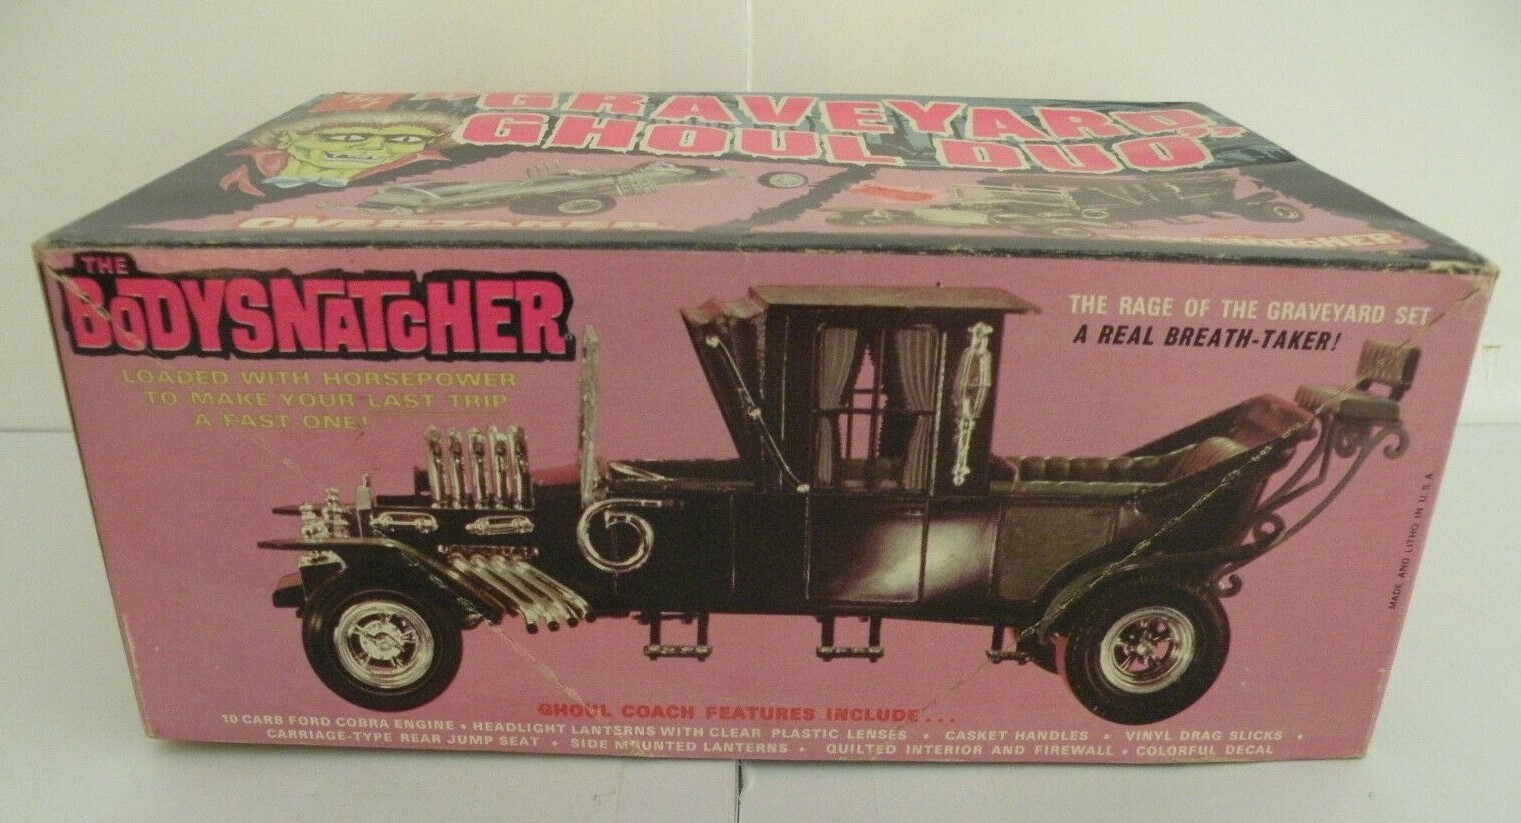 GRAVEYARD,
GHOUL DUO
THE
BODYSNATCHER
LOADED WITH HORSEPOWER
TO MAKE YOUR LAST TRIP
A FAST ONE!
THE RAGE OF THE GRAVEYARD SET
A REAL BREATH-TAKER!
MADE AND LITHO IN U.S.A
GHOUL COACH FEATURES INCLUDE...
10 CARB FORD COBRA ENGINE • HEADLIGHT LANTERNS WITH CLEAR PLASTIC LENSES • CASKET HANDLES • VINYL DRAG SLICKS •
CARRIAGE-TYPE REAR JUMP SEAT • SIDE MOUNTED LANTERNS • QUILTED INTERIOR AND FIREWALL • COLORFUL DECAL